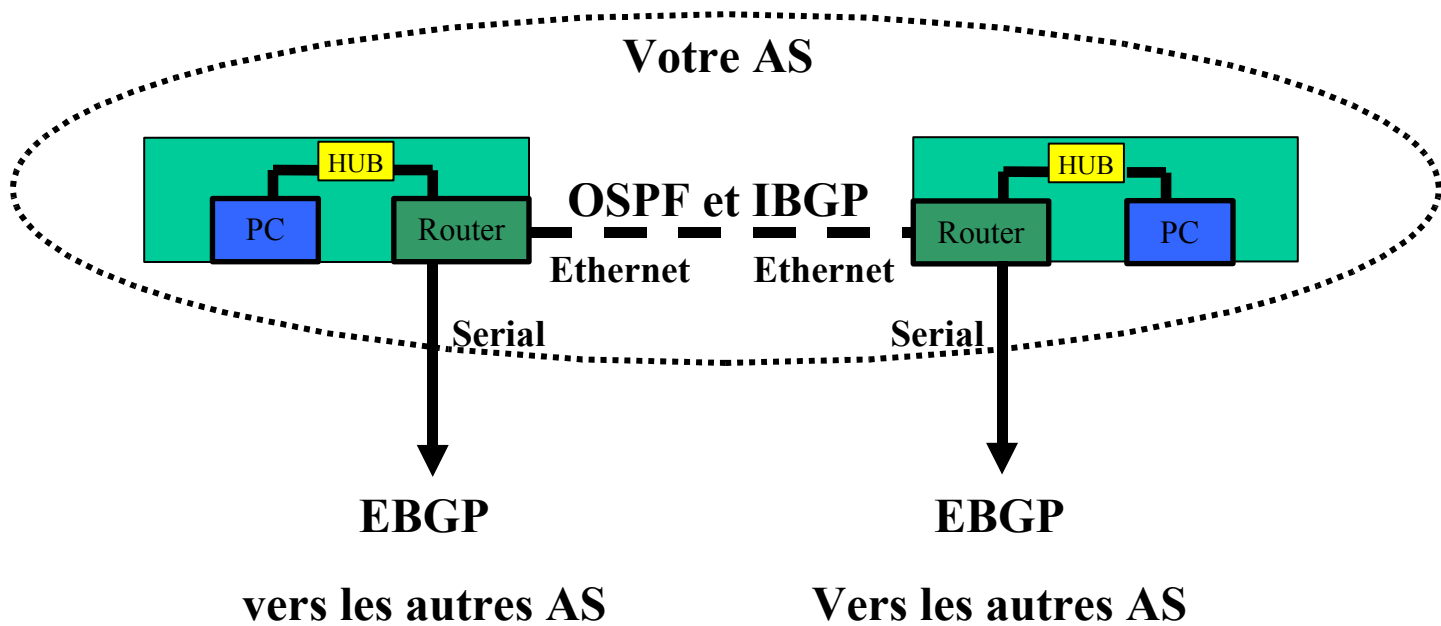 Votre AS
HUB
HUB
OSPF et IBGP
PC
Router
Router
PC
Ethernet
Ethernet
Serial
Serial
EBGP
EBGP
vers les autres AS
Vers les autres AS